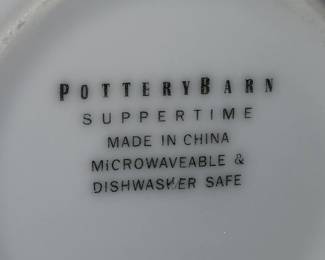 POTTERYBARN
SUPPERTIME
MADE IN CHINA
MICROWAVEABLE &
DISHWASHER SAFE